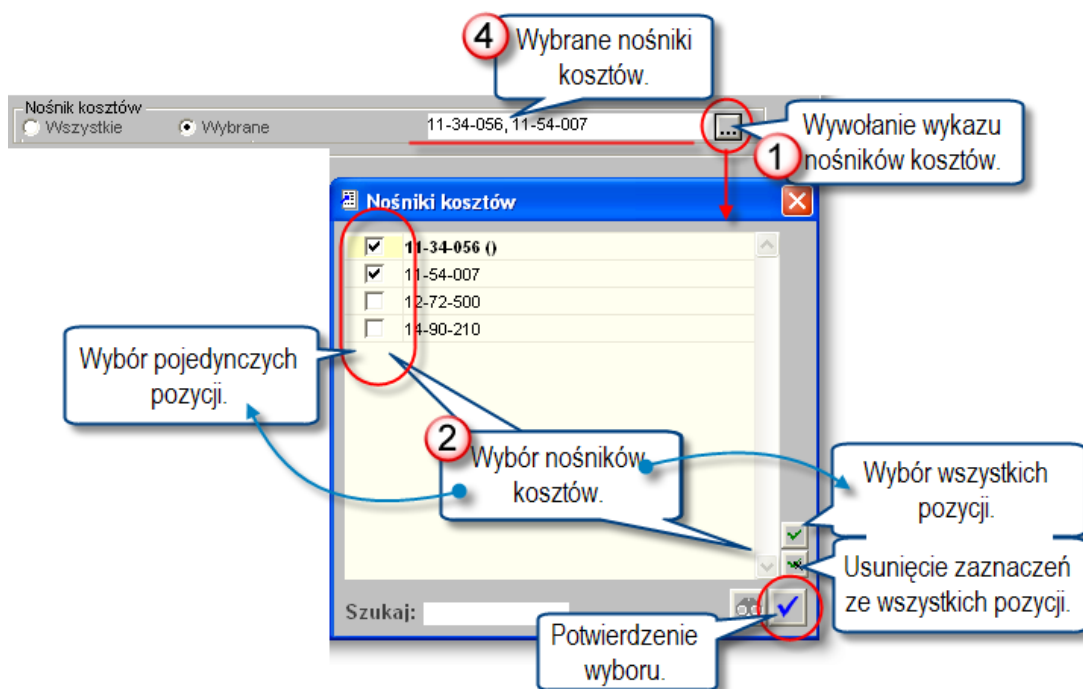 4
Wybrane nośniki
kosztów.
Nośnik kosztów
Wszystkie
Wybrane
11-34-056, 11-54-007
...
1
Wywołanie wykazu
nośników kosztów.
Nośniki kosztów
11-34-056 ()
11-54-007
12-72-500
14-90-210
Wybór pojedynczych
pozycji.
2
Wybór nośników
kosztów.
Wybór wszystkich
pozycji.
Usunięcie zaznaczeń
ze wszystkich pozycji.
Szukaj:
Potwierdzenie
wyboru.